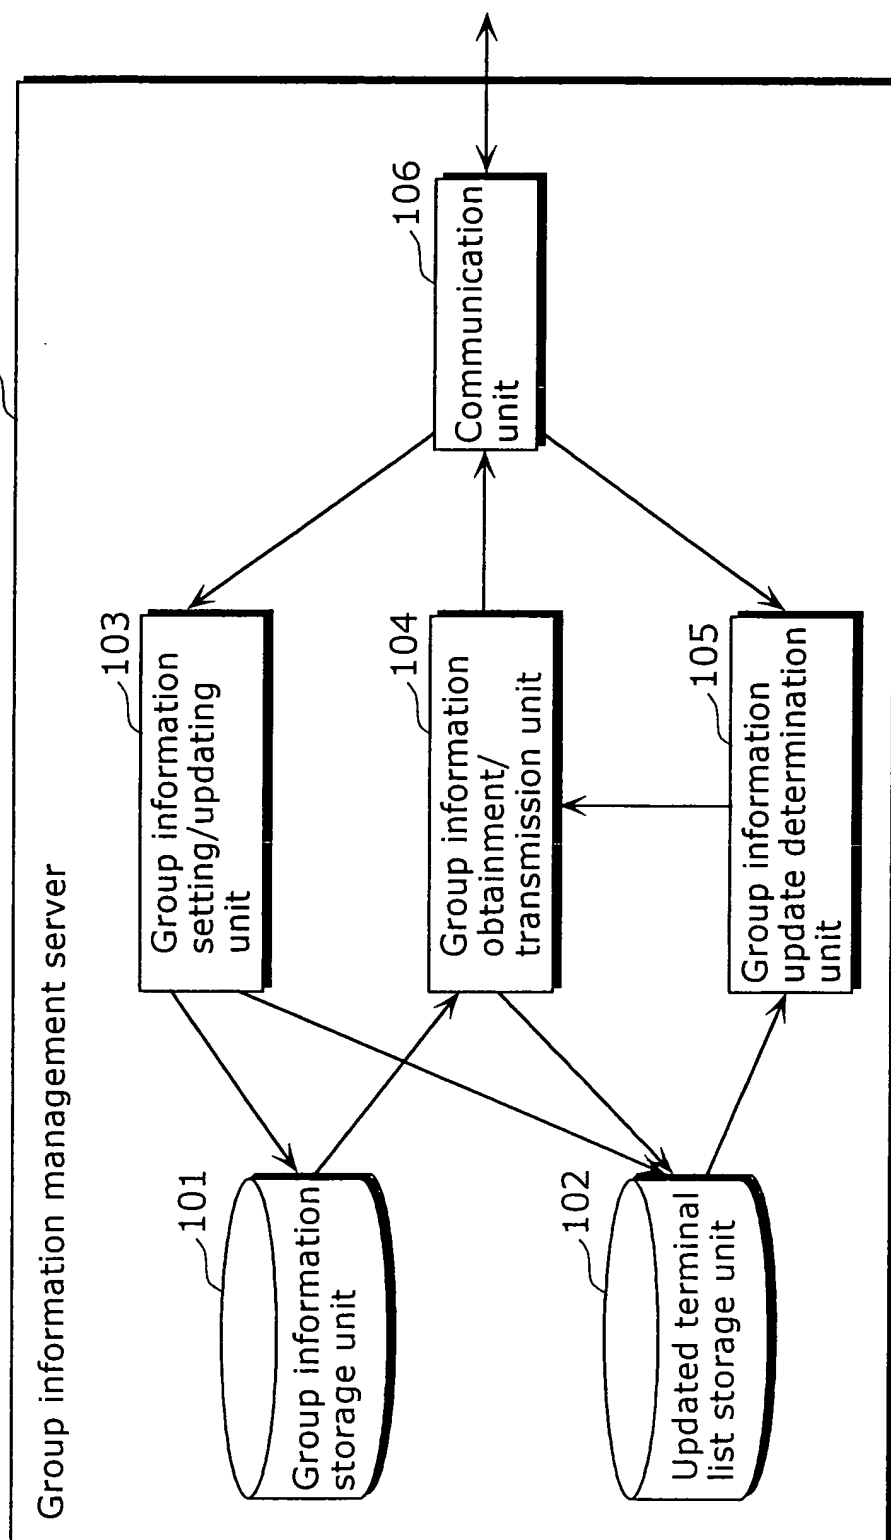 Group information management server
101
Group information
storage unit
102
Updated terminal
list storage unit
103
Group information
setting/updating
unit
104
Group information
obtainment/
transmission unit
105
Group information
update determination
unit
106
Communication
unit